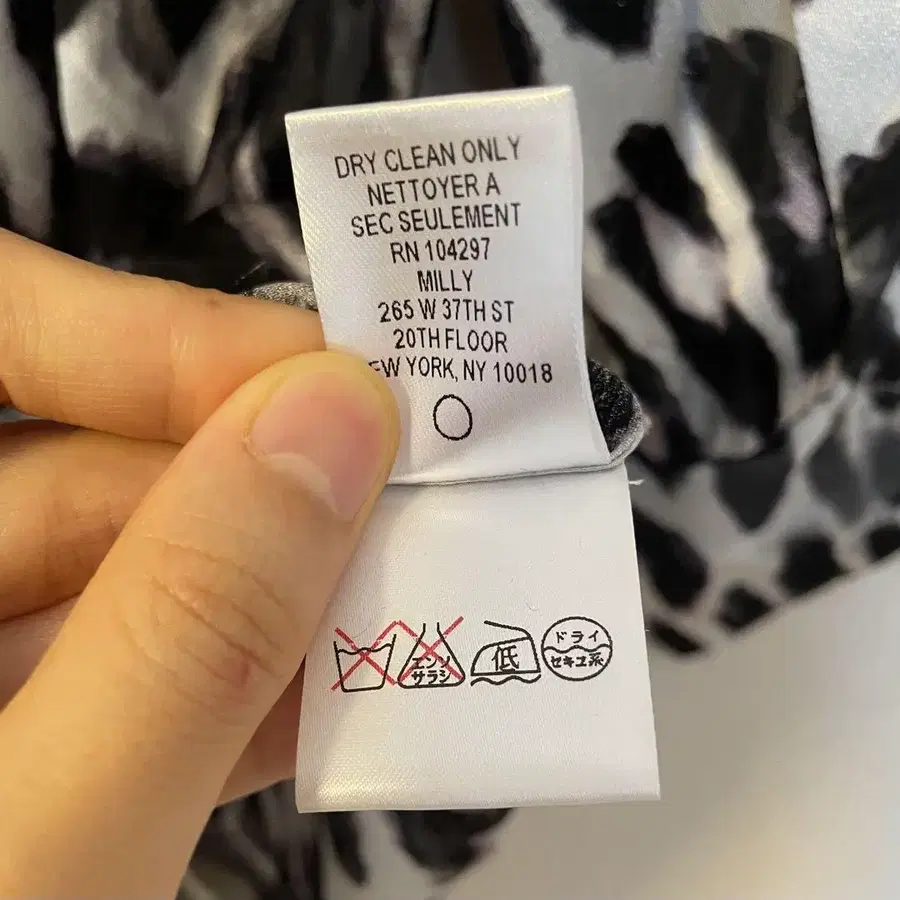 DRY CLEAN ONLY
NETTOYER A
SEC SEULEMENT
RN 104297
MILLY
265 W 37TH ST
20TH FLOOR
YORK, NY 10018
エンソ
サラシ
低
ドライ
セキユ系